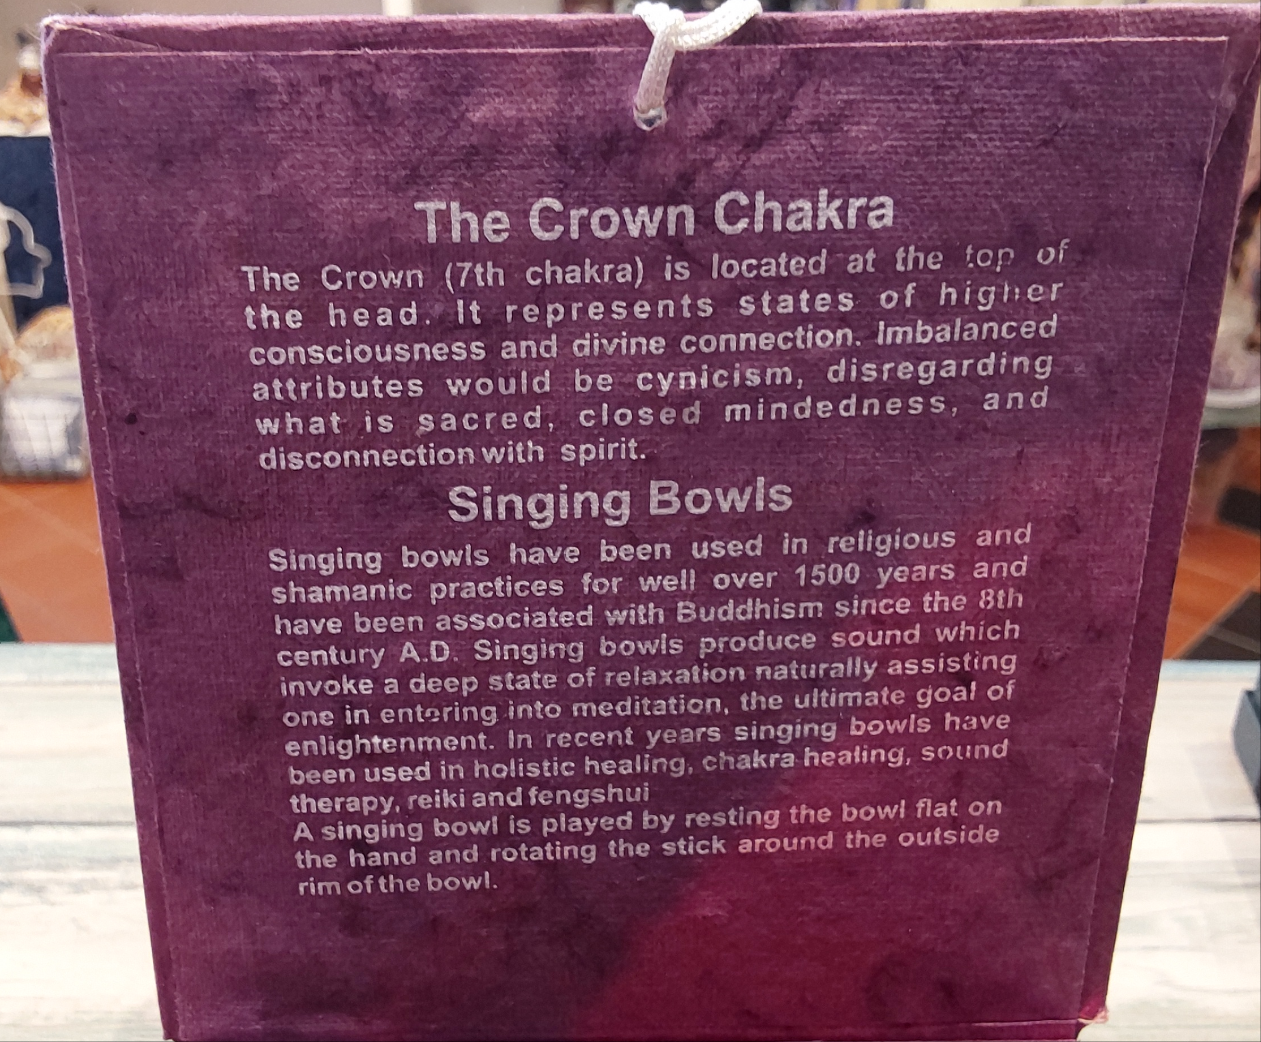 The Crown Chakra
The Crown (7th chakra) is located at the top of
the head. It represents states of higher
consciousness and divine connection. Imbalanced
attributes would be cynicism, disregarding
what is sacred, closed mindedness, and
disconnection with spirit.
Singing Bowls
Singing bowls have been used in religious and
shamanic practices for well over 1500 years and
have been associated with Buddhism since the 8th
century A.D. Singing bowls produce sound which
invoke a deep state of relaxation naturally assisting
one in entering into meditation, the ultimate goal of
enlightenment. In recent years singing bowls have
been used in holistic healing, chakra healing, sound
therapy, reiki and fengshui
A singing bowl is played by resting the bowl flat on
the hand and rotating the stick around the outside
rim of the bowl.